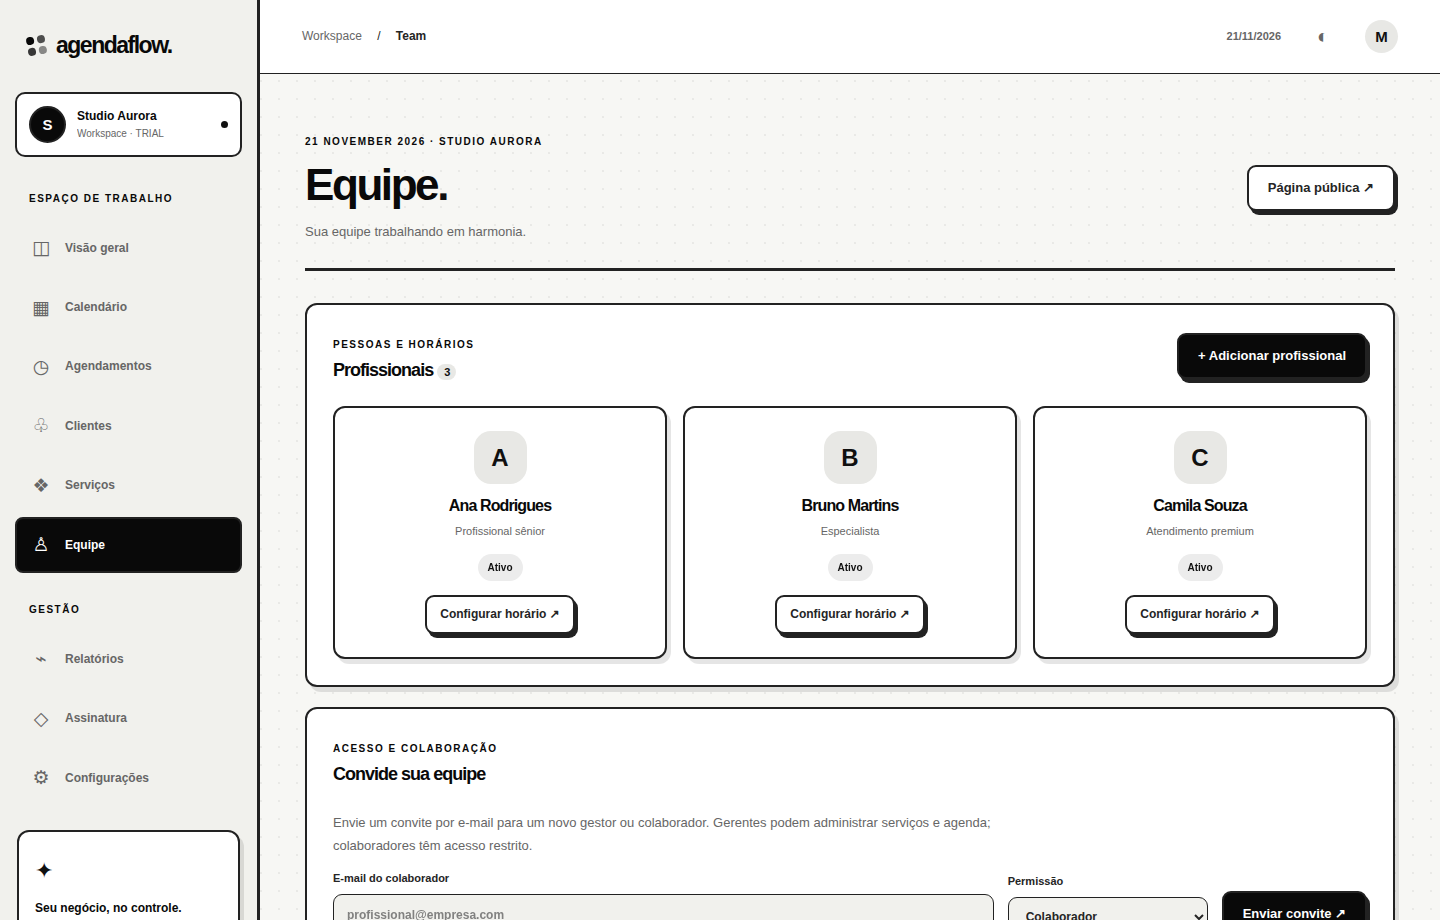 agendaflow.
S
Studio Aurora
Workspace · TRIAL
ESPAÇO DE TRABALHO
Visão geral
Calendário
Agendamentos
Clientes
Serviços
Equipe
GESTÃO
Relatórios
Assinatura
Configurações
Seu negócio, no controle.
Workspace / Team
21/11/2026
M
21 NOVEMBER 2026 · STUDIO AURORA
Equipe.
Sua equipe trabalhando em harmonia.
Página pública ↗
PESSOAS E HORÁRIOS
Profissionais 3
+ Adicionar profissional
A
Ana Rodrigues
Profissional sênior
Ativo
Configurar horário ↗
B
Bruno Martins
Especialista
Ativo
Configurar horário ↗
C
Camila Souza
Atendimento premium
Ativo
Configurar horário ↗
ACESSO E COLABORAÇÃO
Convide sua equipe
Envie um convite por e-mail para um novo gestor ou colaborador. Gerentes podem administrar serviços e agenda;
colaboradores têm acesso restrito.
E-mail do colaborador
profissional@empresa.com
Permissão
Colaborador
Enviar convite ↗